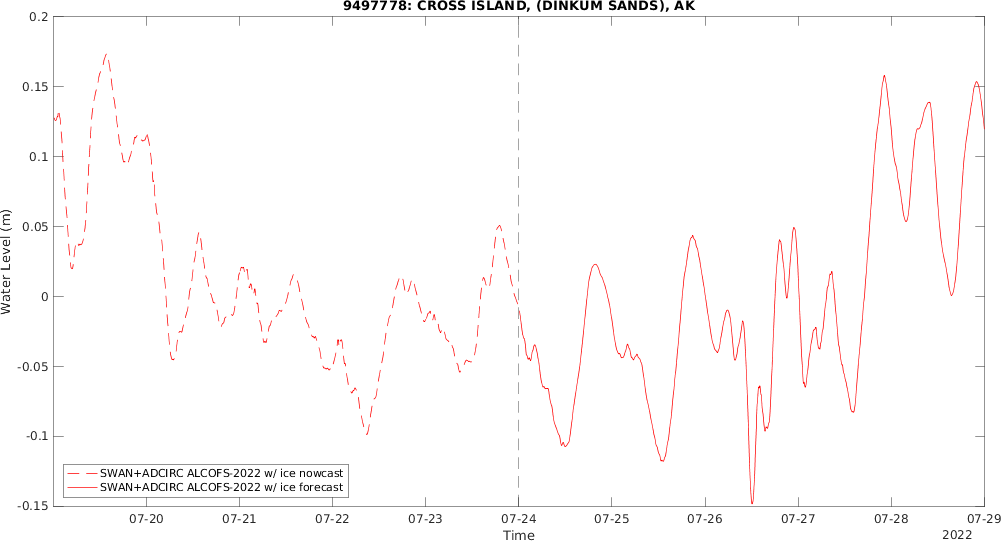 9497778: CROSS ISLAND, (DINKUM SANDS), AK
0.2
0.15
0.1
0.05
0
-0.05
-0.1
-0.15
Water Level (m)
SWAN+ADCIRC ALCOFS-2022 w/ ice nowcast
SWAN+ADCIRC ALCOFS-2022 w/ ice forecast
07-20 07-21 07-22 07-23 07-24 07-25 07-26 07-27 07-28 07-29
Time
2022